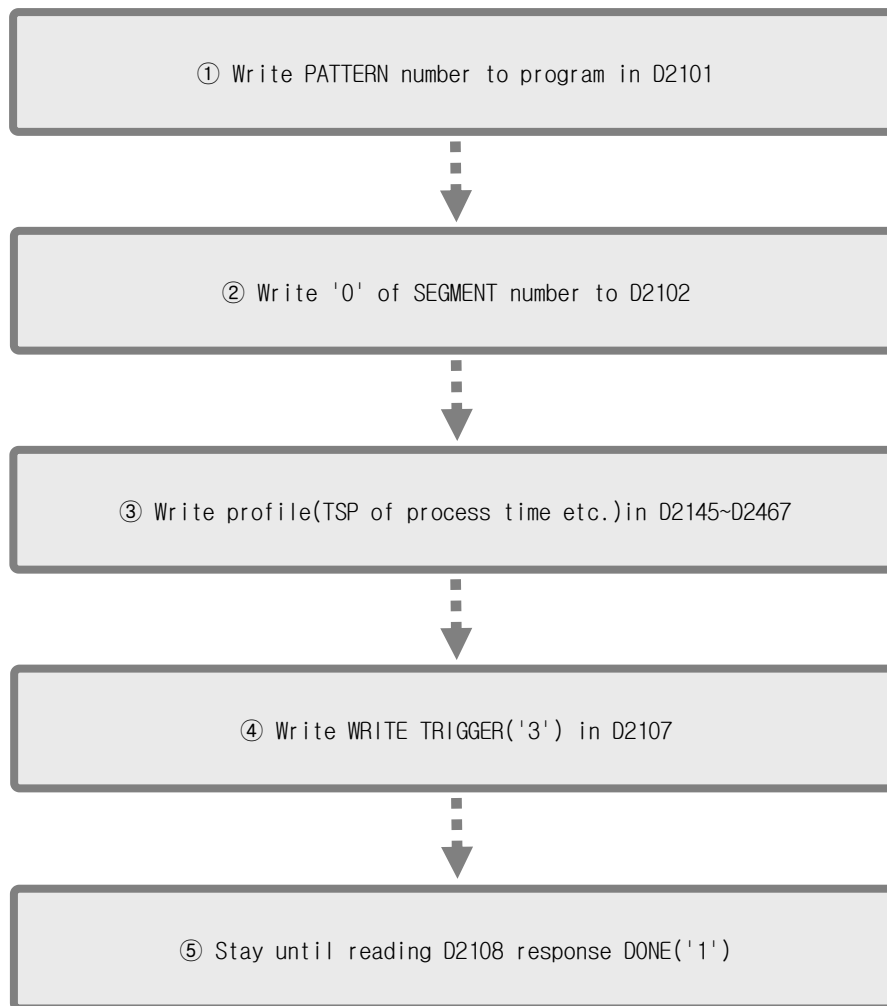 ① Write PATTERN number to program in D2101
② Write '0' of SEGMENT number to D2102
③ Write profile(TSP of process time etc.)in D2145~D2467
④ Write WRITE TRIGGER('3') in D2107
⑤ Stay until reading D2108 response DONE('1')